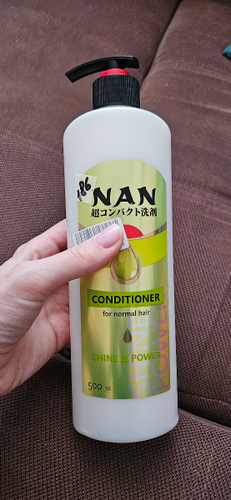 186
NAN
超コンパクト洗剤
CONDITIONER
for normal hair
SHINE & POWER
500 ml